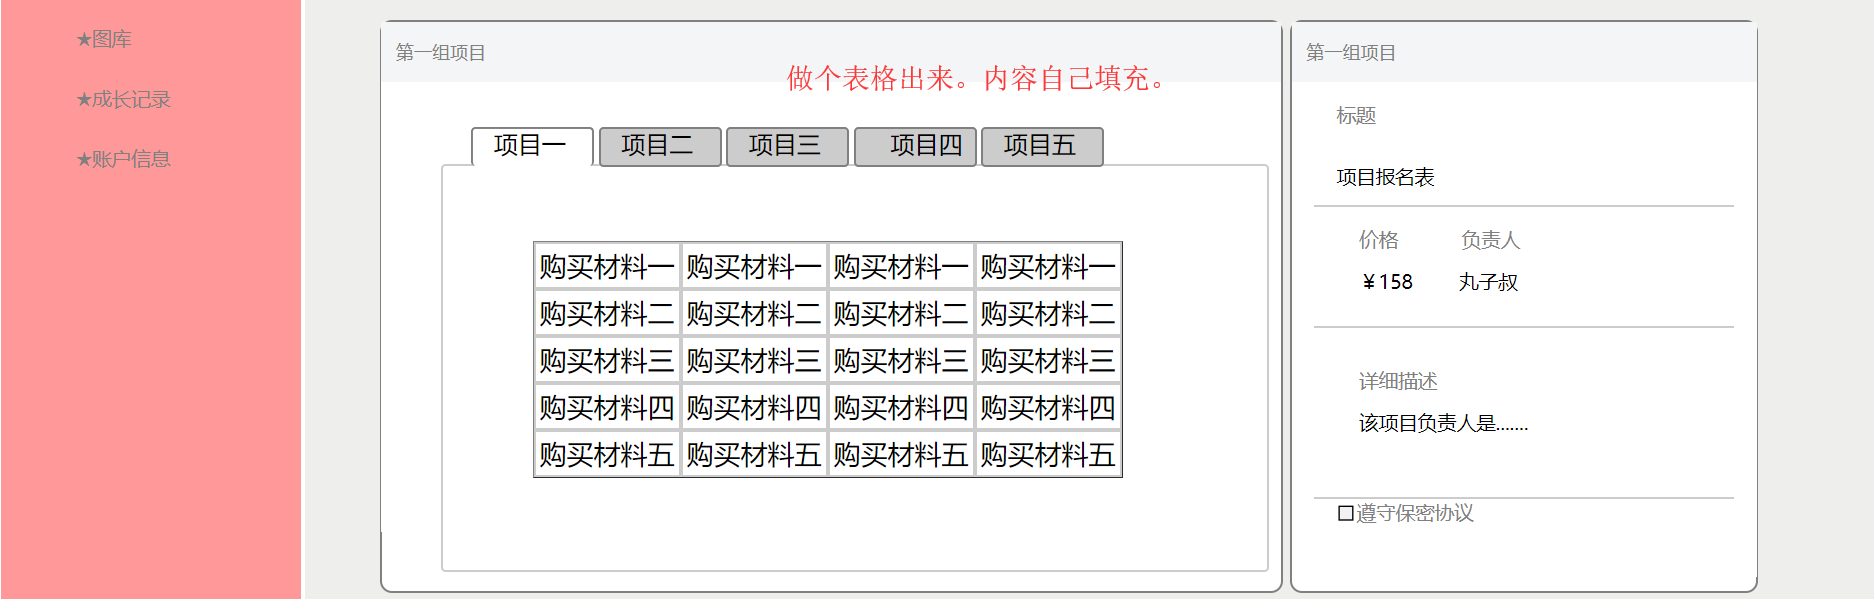 ★图库
★成长记录
★账户信息
第一组项目
做个表格出来。内容自己填充。
项目一 项目二 项目三 项目四 项目五
购买材料一 购买材料一 购买材料一 购买材料一
购买材料二 购买材料二 购买材料二 购买材料二
购买材料三 购买材料三 购买材料三 购买材料三
购买材料四 购买材料四 购买材料四 购买材料四
购买材料五 购买材料五 购买材料五 购买材料五
第一组项目
标题
项目报名表
价格 负责人
￥158 丸子叔
详细描述
该项目负责人是.......
遵守保密协议